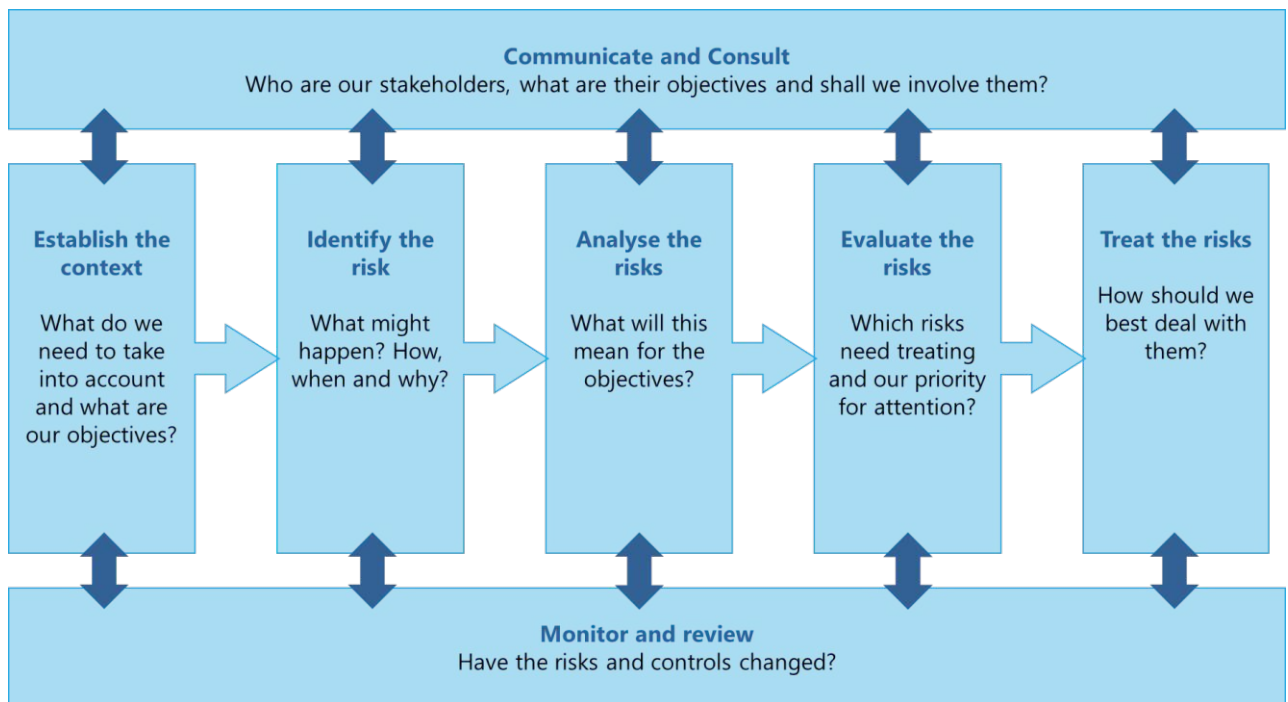 Communicate and Consult
Who are our stakeholders, what are their objectives and shall we involve them?
Establish the
context
What do we
need to take
into account
and what are
our objectives?
Identify the
risk
What might
happen? How,
when and why?
Analyse the
risks
What will this
mean for the
objectives?
Evaluate the
risks
Which risks
need treating
and our priority
for attention?
Treat the risks
How should we
best deal with
them?
Monitor and review
Have the risks and controls changed?